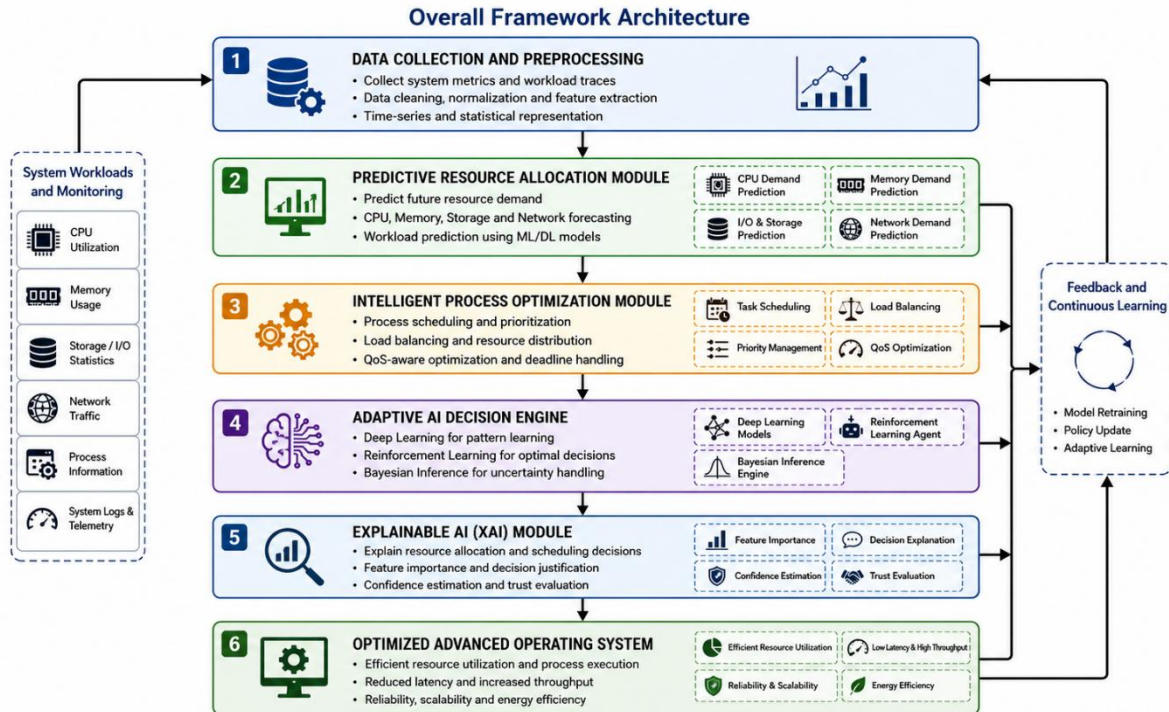 Overall Framework Architecture
System Workloads
and Monitoring
CPU
Utilization
Memory
Usage
Storage / I/O
Statistics
Network
Traffic
Process
Information
System Logs &
Telemetry
1
DATA COLLECTION AND PREPROCESSING
• Collect system metrics and workload traces
• Data cleaning, normalization and feature extraction
• Time-series and statistical representation
2
PREDICTIVE RESOURCE ALLOCATION MODULE
• Predict future resource demand
• CPU, Memory, Storage and Network forecasting
• Workload prediction using ML/DL models
CPU Demand
Prediction
Memory Demand
Prediction
I/O & Storage
Prediction
Network Demand
Prediction
3
INTELLIGENT PROCESS OPTIMIZATION MODULE
• Process scheduling and prioritization
• Load balancing and resource distribution
• QoS-aware optimization and deadline handling
Task Scheduling
Load Balancing
Priority Management
QoS Optimization
4
ADAPTIVE AI DECISION ENGINE
• Deep Learning for pattern learning
• Reinforcement Learning for optimal decisions
• Bayesian Inference for uncertainty handling
Deep Learning
Models
Reinforcement
Learning Agent
Bayesian Inference
Engine
5
EXPLAINABLE AI (XAI) MODULE
• Explain resource allocation and scheduling decisions
• Feature importance and decision justification
• Confidence estimation and trust evaluation
Feature Importance
Decision Explanation
Confidence Estimation
Trust Evaluation
6
OPTIMIZED ADVANCED OPERATING SYSTEM
• Efficient resource utilization and process execution
• Reduced latency and increased throughput
• Reliability, scalability and energy efficiency
Efficient Resource Utilization
Low Latency & High Throughput
Reliability & Scalability
Energy Efficiency
Feedback and
Continuous Learning
• Model Retraining
• Policy Update
• Adaptive Learning